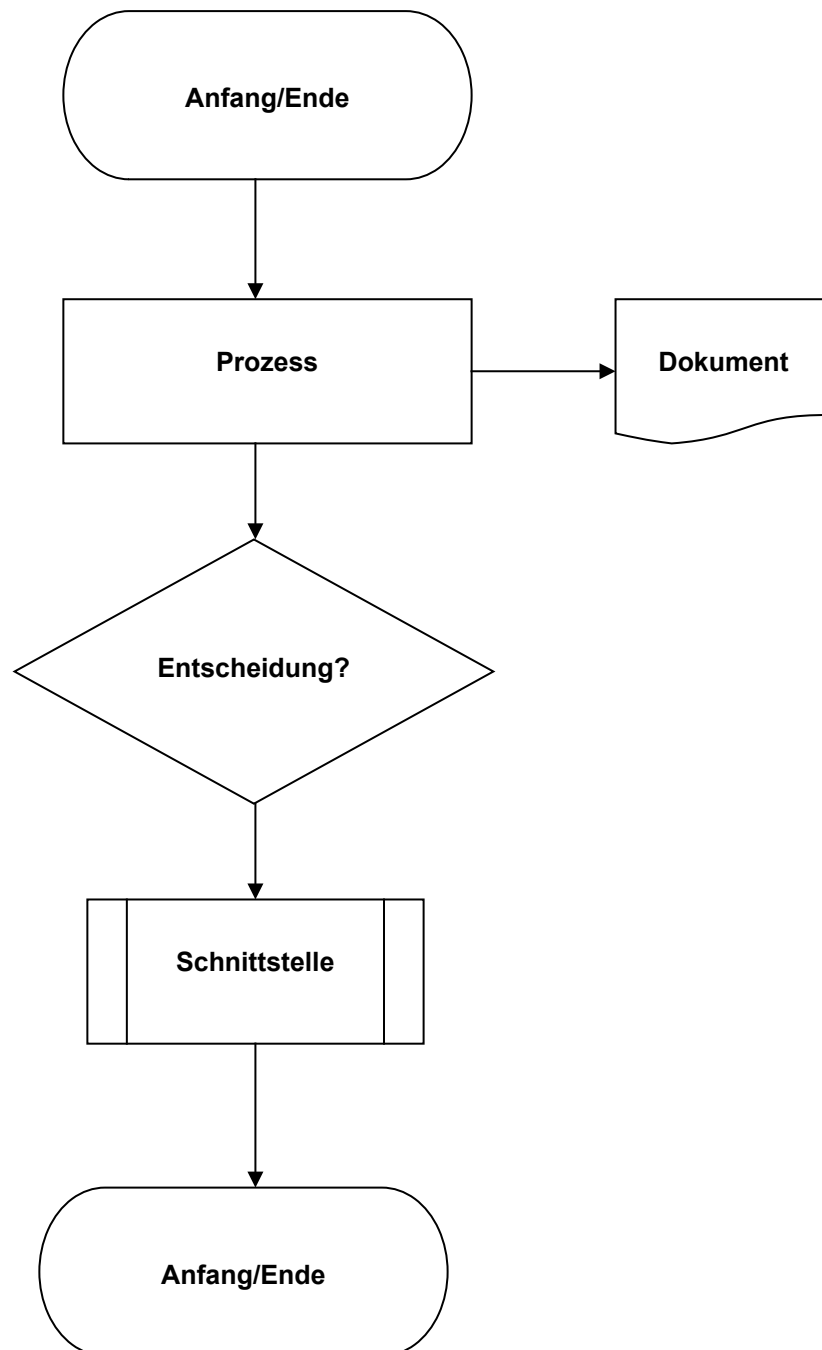 Anfang/Ende
Prozess
Dokument
Entscheidung?
Schnittstelle
Anfang/Ende